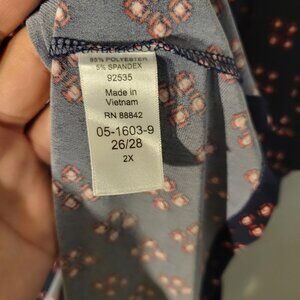 95% POLYESTER
5% SPANDEX
92535
Made in
Vietnam
RN 88842
05-1603-9
26/28
2X